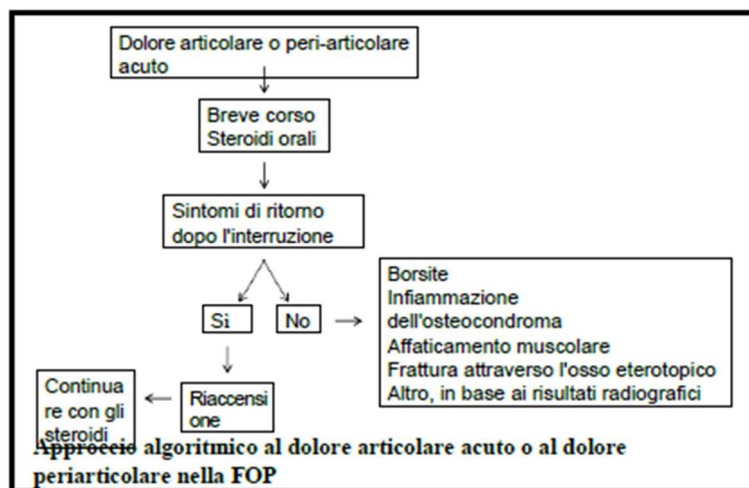 Dolore articolare o peri-articolare
acuto
Breve corso
Steroidi orali
Sintomi di ritorno
dopo l'interruzione
Sì
No
Borsite
Infiammazione
dell'osteocondroma
Affaticamento muscolare
Frattura attraverso l'osso eterotopico
Altro, in base ai risultati radiografici
Riaccensi
one
Continua
re con gli
steroidi
Approccio algoritmico al dolore articolare acuto o al dolore
periarticolare nella FOP